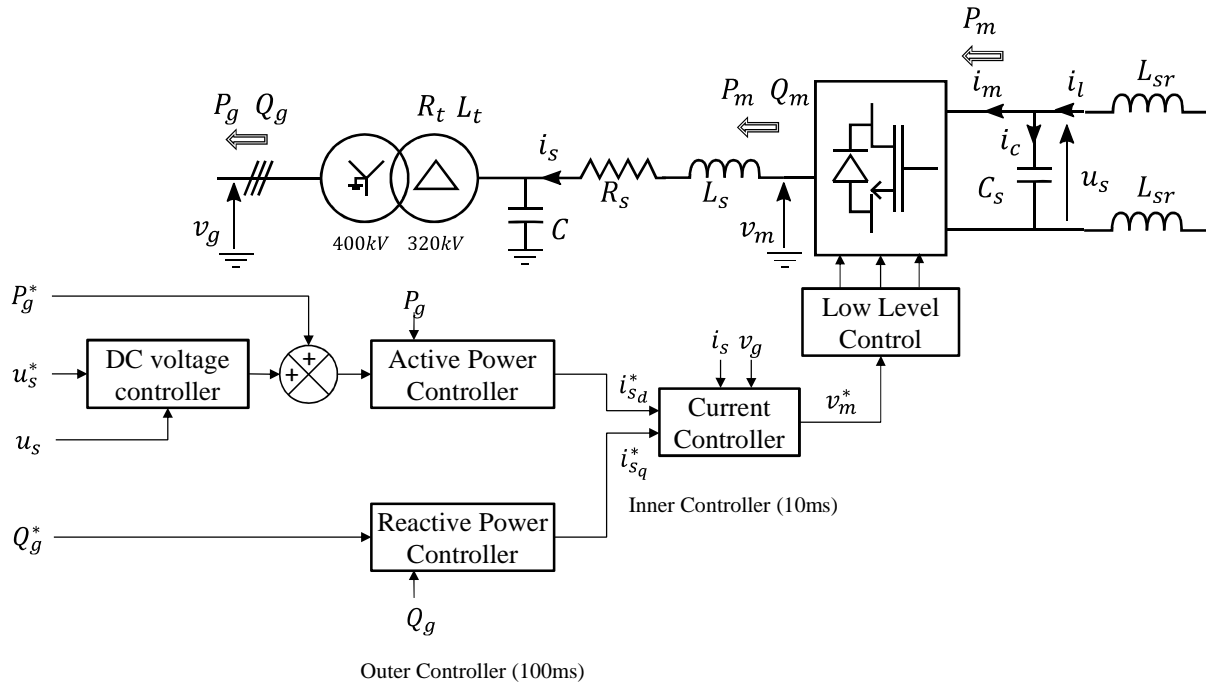 P_m
P_g Q_g
R_t L_t
i_s
R_s
L_s
P_m Q_m
i_m
i_l
L_sr
i_c
C_s
u_s
L_sr
v_g
400kV
320kV
C
v_m
P_g^*
P_g
Low Level
Control
DC voltage
controller
+
+
Active Power
Controller
u_s^*
i_s v_g
i_{s_d}^*
Current
Controller
v_m^*
u_s
i_{s_q}^*
Inner Controller (10ms)
Q_g^*
Reactive Power
Controller
Q_g
Outer Controller (100ms)